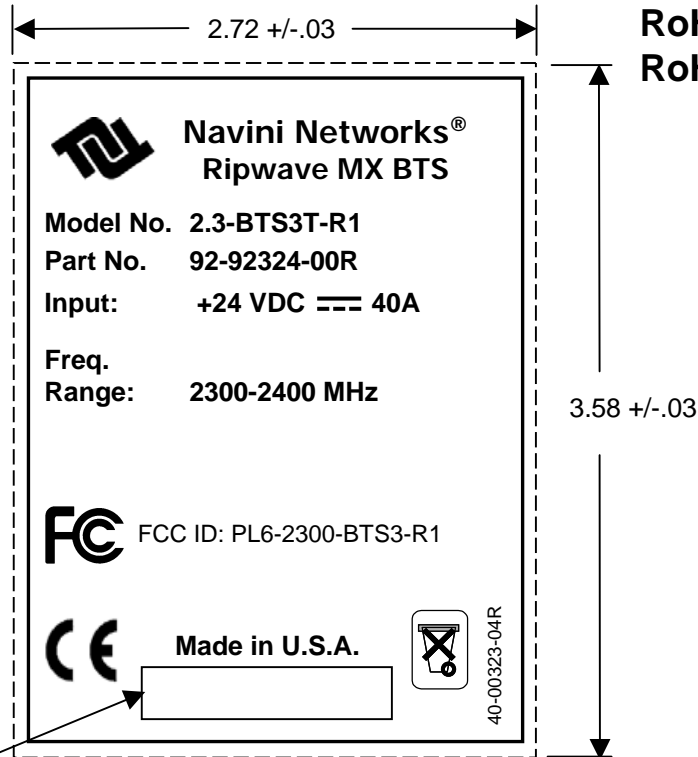 2.72 +/-.03
Navini Networks®
Ripwave MX BTS
Model No. 2.3-BTS3T-R1
Part No. 92-92324-00R
Input: +24 VDC 40A
Freq.
Range: 2300-2400 MHz
3.58 +/-.03
FC FCC ID: PL6-2300-BTS3-R1
CE Made in U.S.A.
40-00323-04R